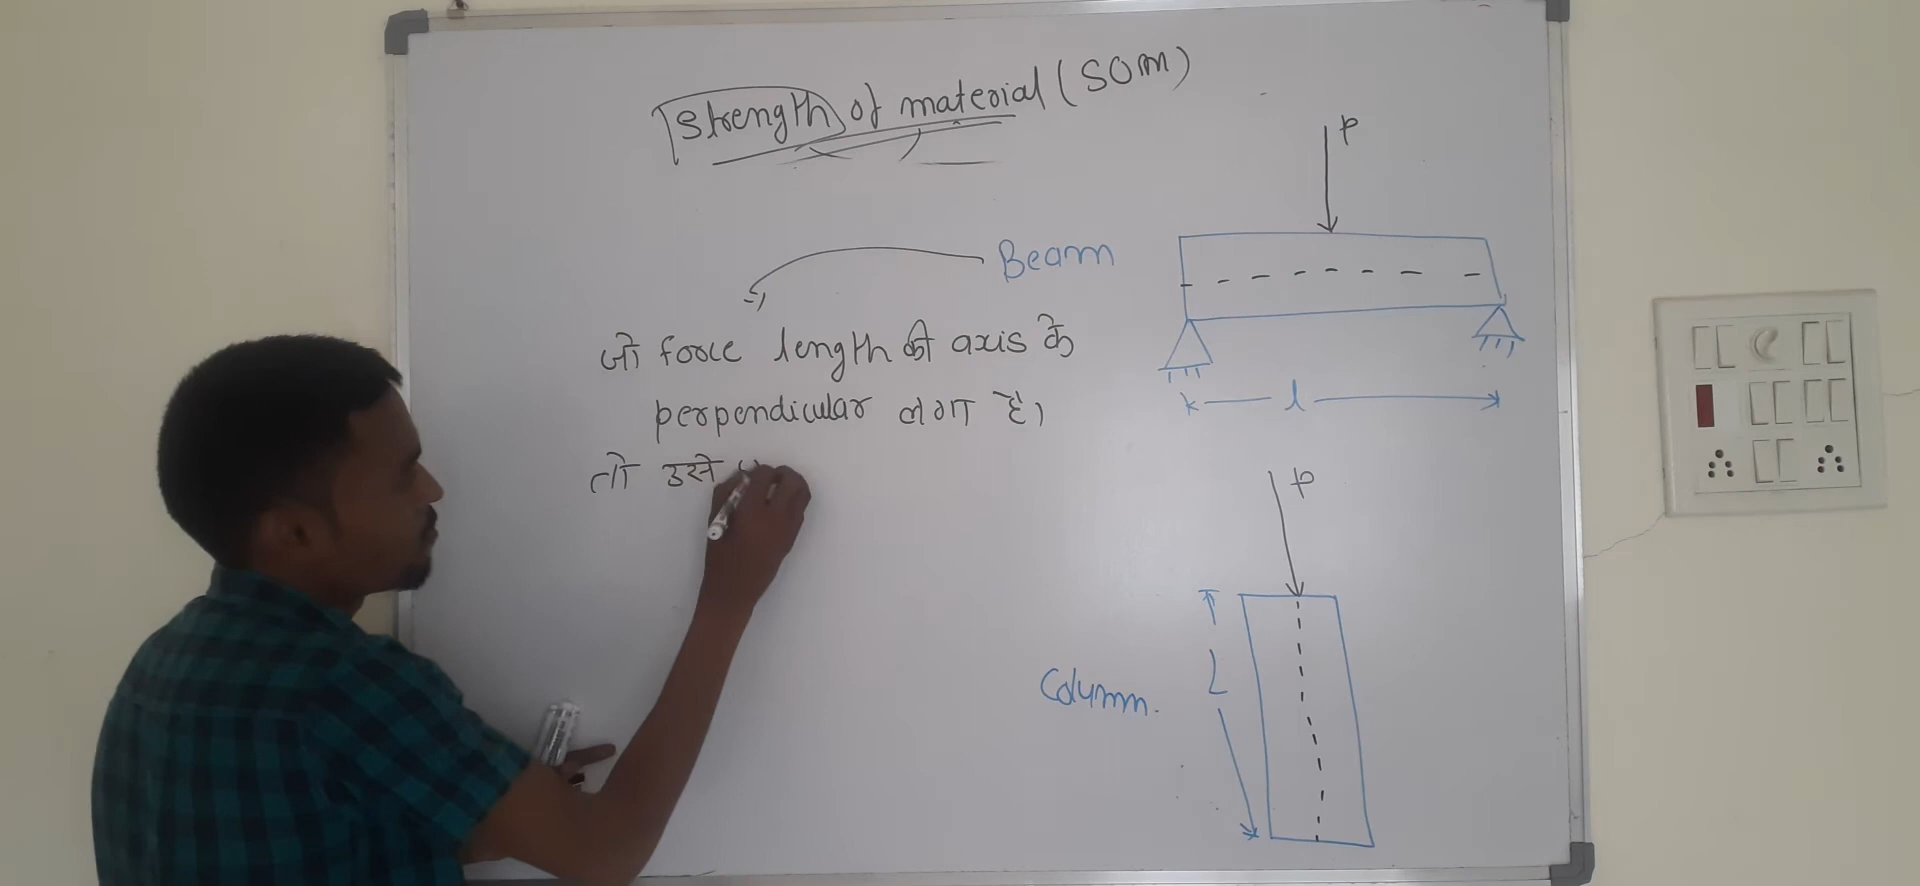 Strength of material (SOM)
P
Beam
जो force length की axis के
perpendicular लगा है।
तो उसे
l
P
L
Column.